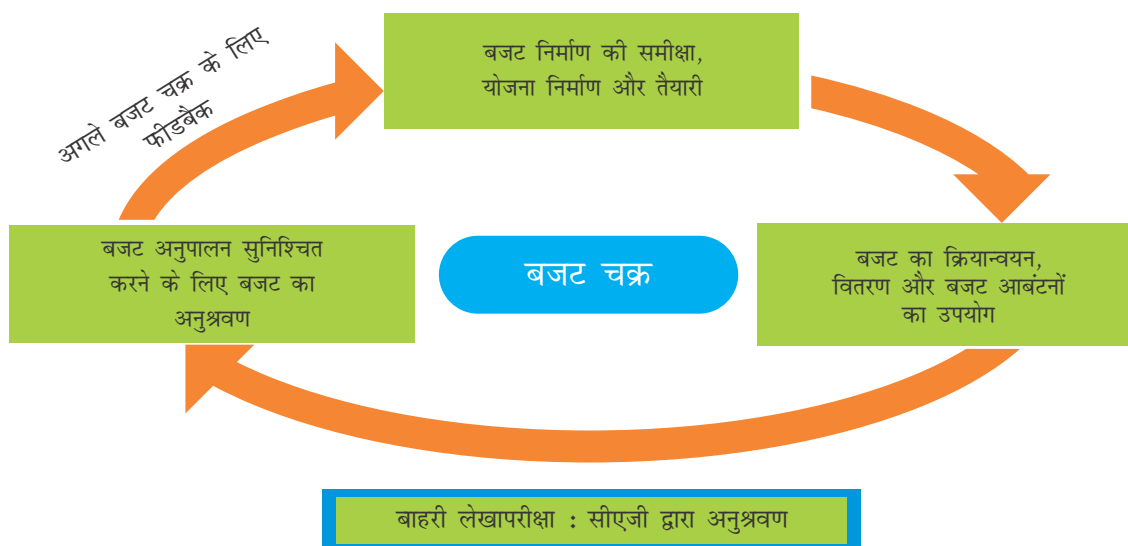 अगले बजट चक्र के लिए
फीडबैक
बजट निर्माण की समीक्षा,
योजना निर्माण और तैयारी
बजट अनुपालन सुनिश्चित
करने के लिए बजट का
अनुश्रवण
बजट चक्र
बजट का क्रियान्वयन,
वितरण और बजट आबंटनों
का उपयोग
बाहरी लेखापरीक्षा : सीएजी द्वारा अनुश्रवण